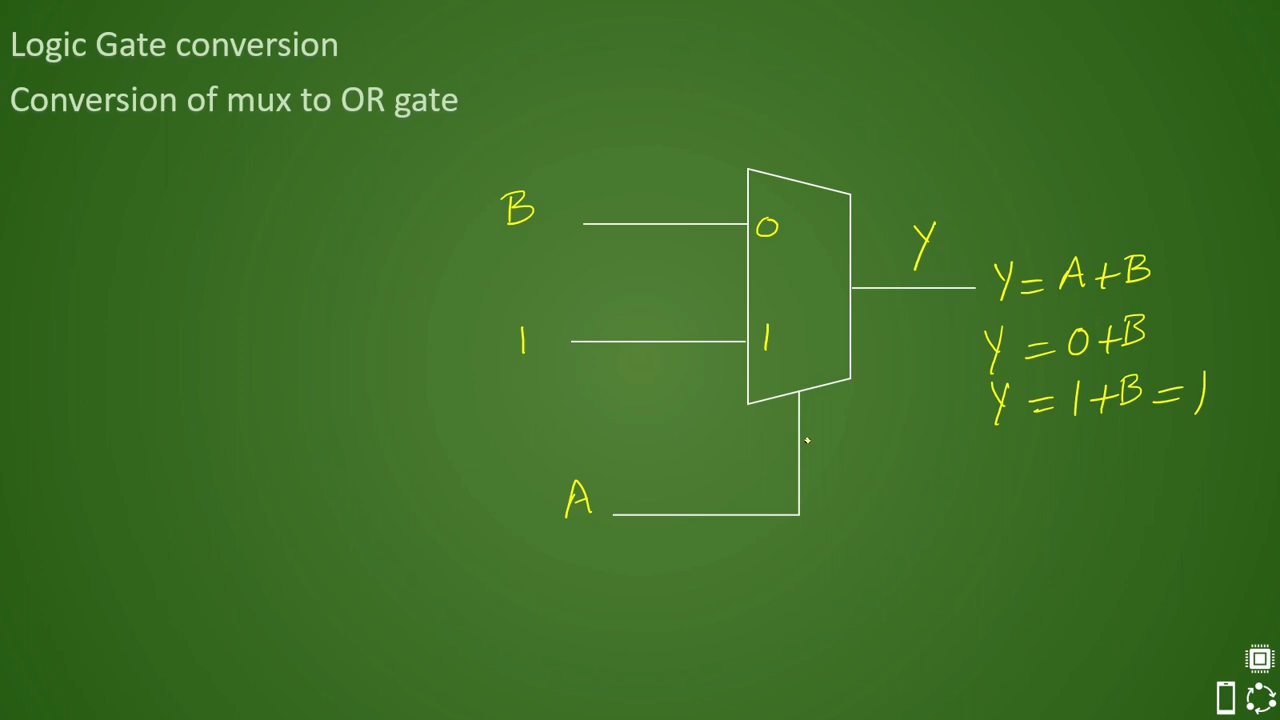 Logic Gate conversion
Conversion of mux to OR gate
B
0
Y
Y = A + B
1
1
Y = 0 + B
Y = 1 + B = 1
A